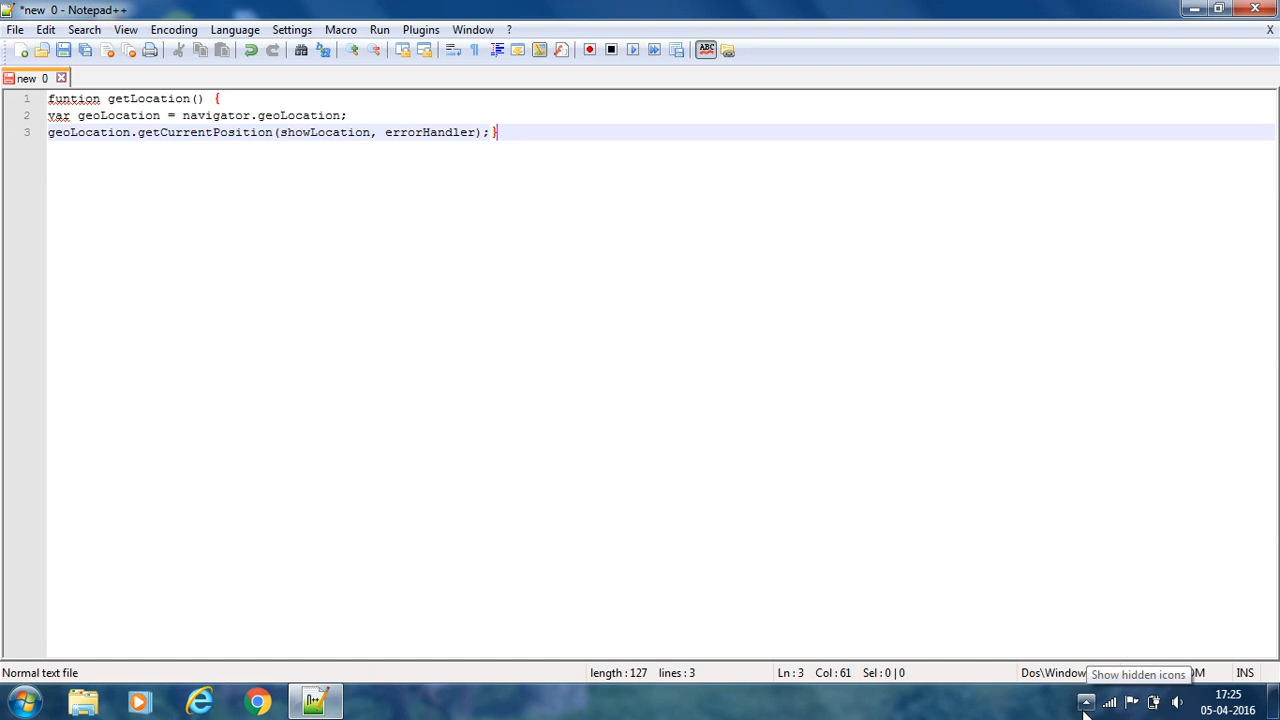 *new 0 - Notepad++
File Edit Search View Encoding Language Settings Macro Run Plugins Window ? X
ABC
new 0
1 funtion getLocation() {
2 var geoLocation = navigator.geoLocation;
3 geoLocation.getCurrentPosition(showLocation, errorHandler);}
Normal text file length : 127 lines : 3 Ln : 3 Col : 61 Sel : 0 | 0 Dos\Window INS
Show hidden icons
17:25
05-04-2016